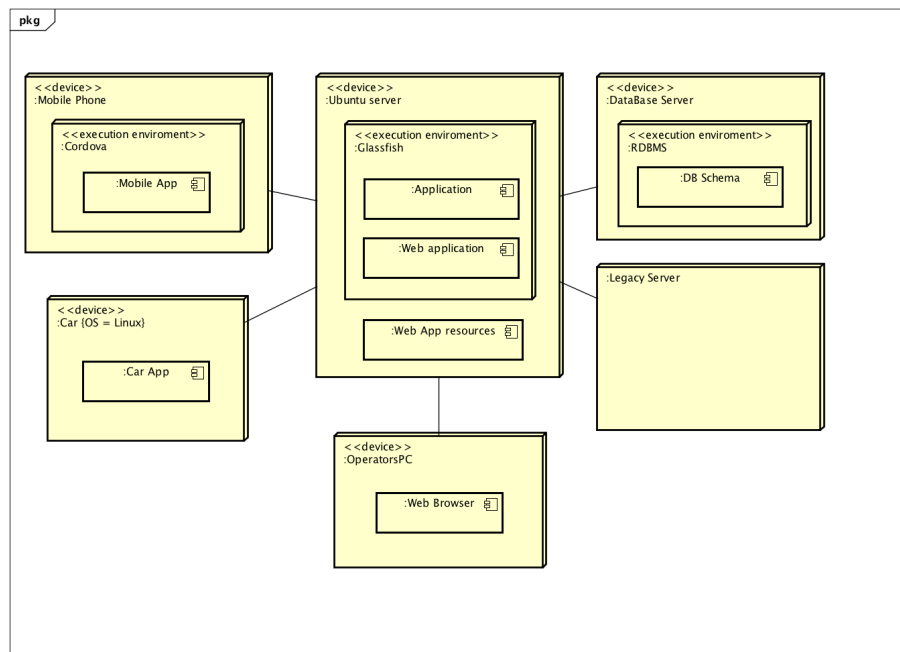 pkg
<<device>>
:Mobile Phone
<<execution enviroment>>
:Cordova
:Mobile App
<<device>>
:Ubuntu server
<<execution enviroment>>
:Glassfish
:Application
:Web application
:Web App resources
<<device>>
:DataBase Server
<<execution enviroment>>
:RDBMS
:DB Schema
:Legacy Server
<<device>>
:Car {OS = Linux}
:Car App
<<device>>
:OperatorsPC
:Web Browser